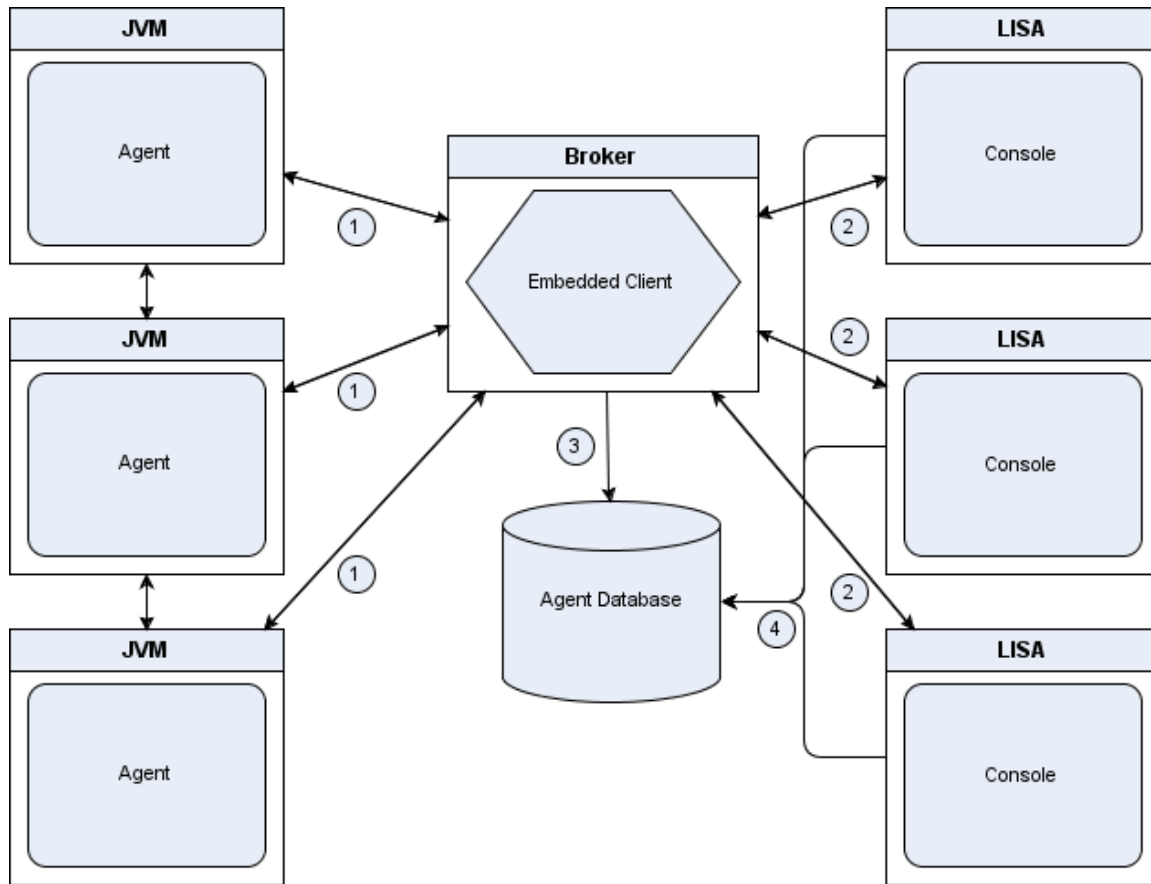 JVM
Agent
JVM
Agent
JVM
Agent
1
1
1
Broker
Embedded Client
3
Agent Database
2
2
2
4
LISA
Console
LISA
Console
LISA
Console